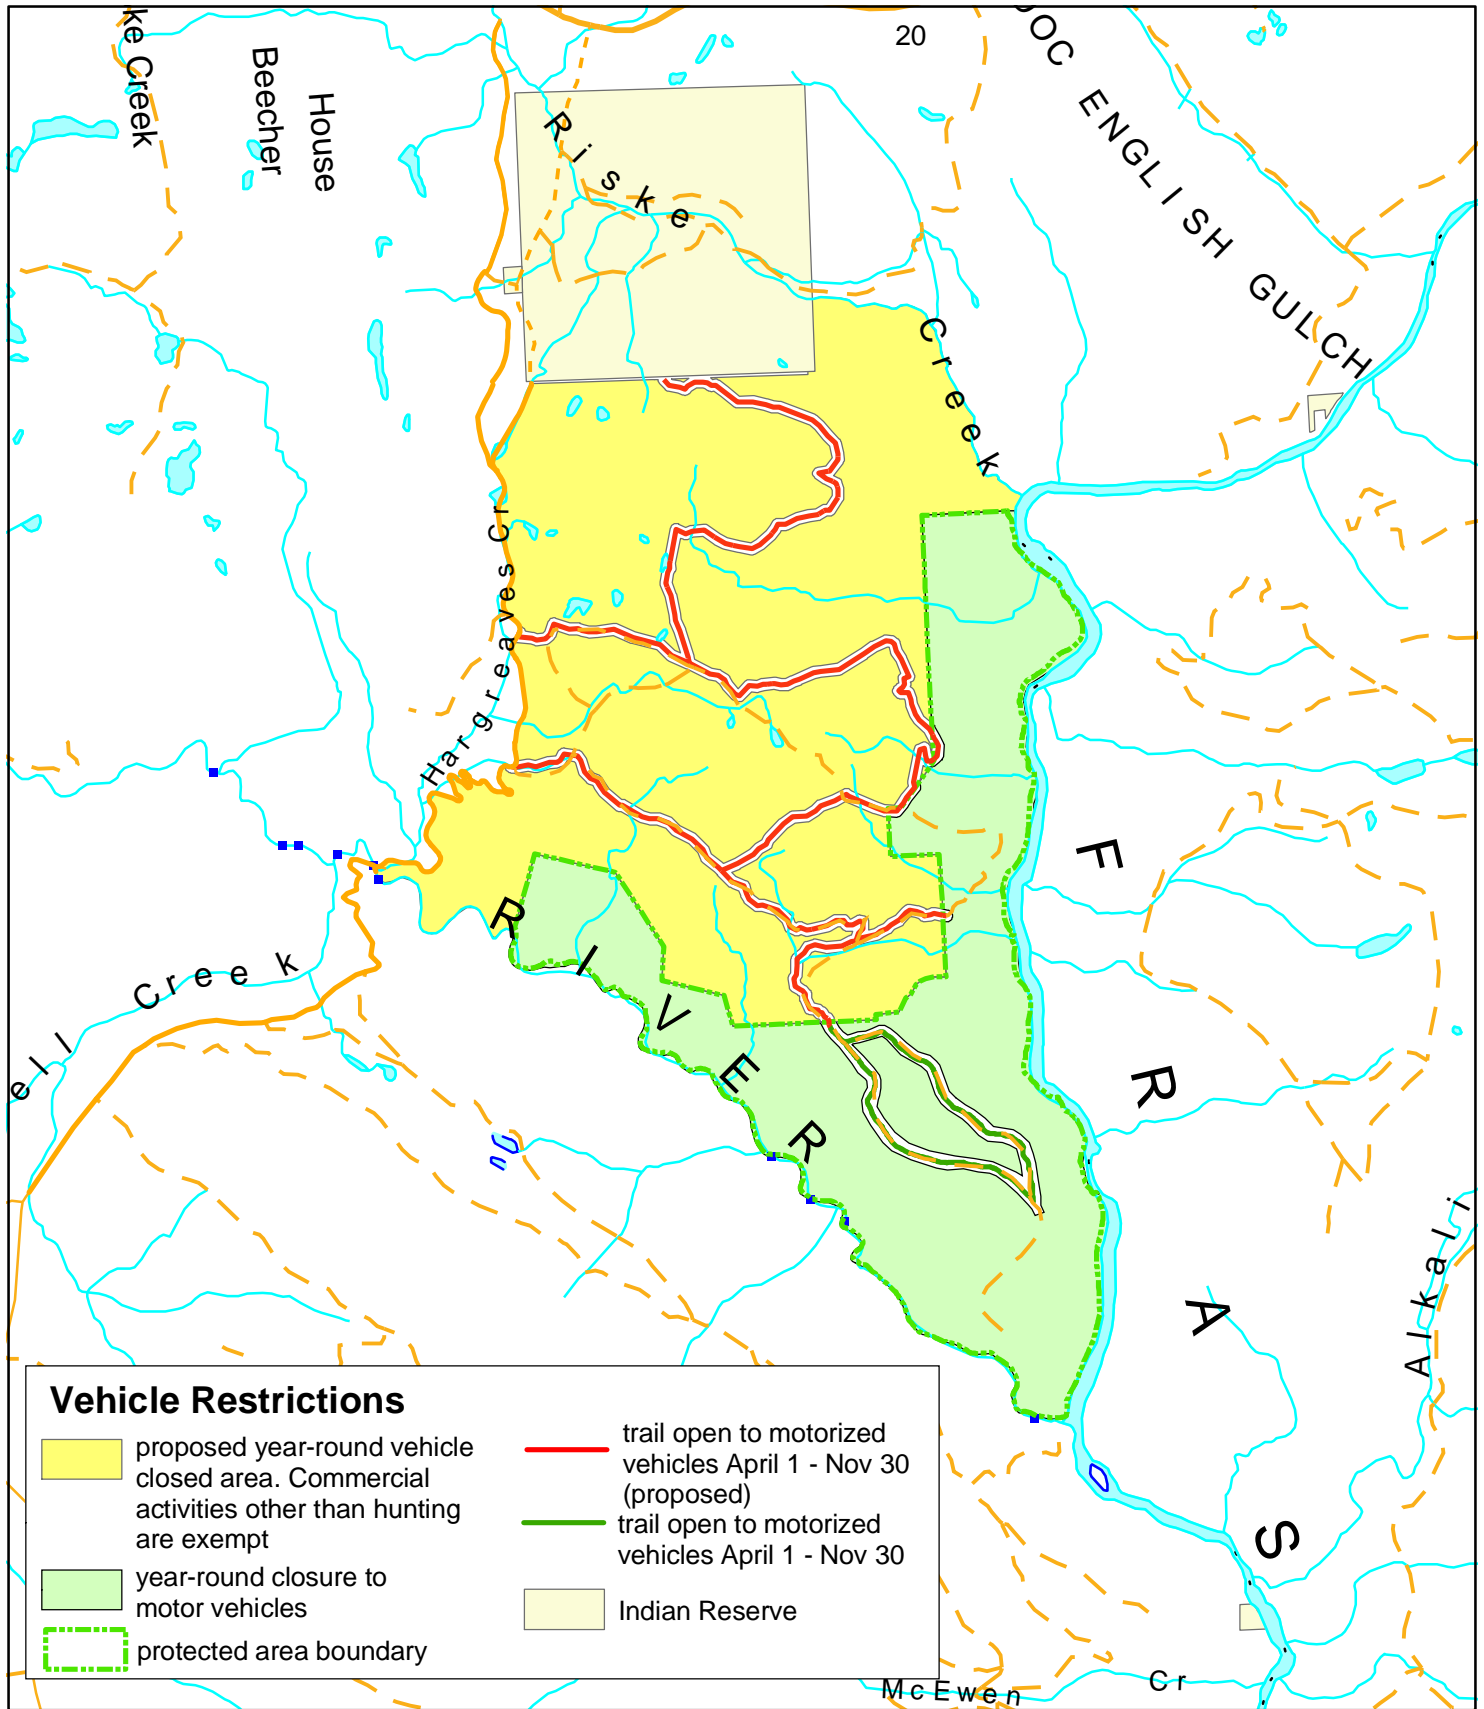 20
ke Creek
Beecher
House
DOC ENGLISH GULCH
Riske
Creek
Hargreaves Cr
ell Creek
RIVER
F R A S
Alkali
McEwen Cr
Vehicle Restrictions
proposed year-round vehicle
closed area. Commercial
activities other than hunting
are exempt
year-round closure to
motor vehicles
protected area boundary
trail open to motorized
vehicles April 1 - Nov 30
(proposed)
trail open to motorized
vehicles April 1 - Nov 30
Indian Reserve